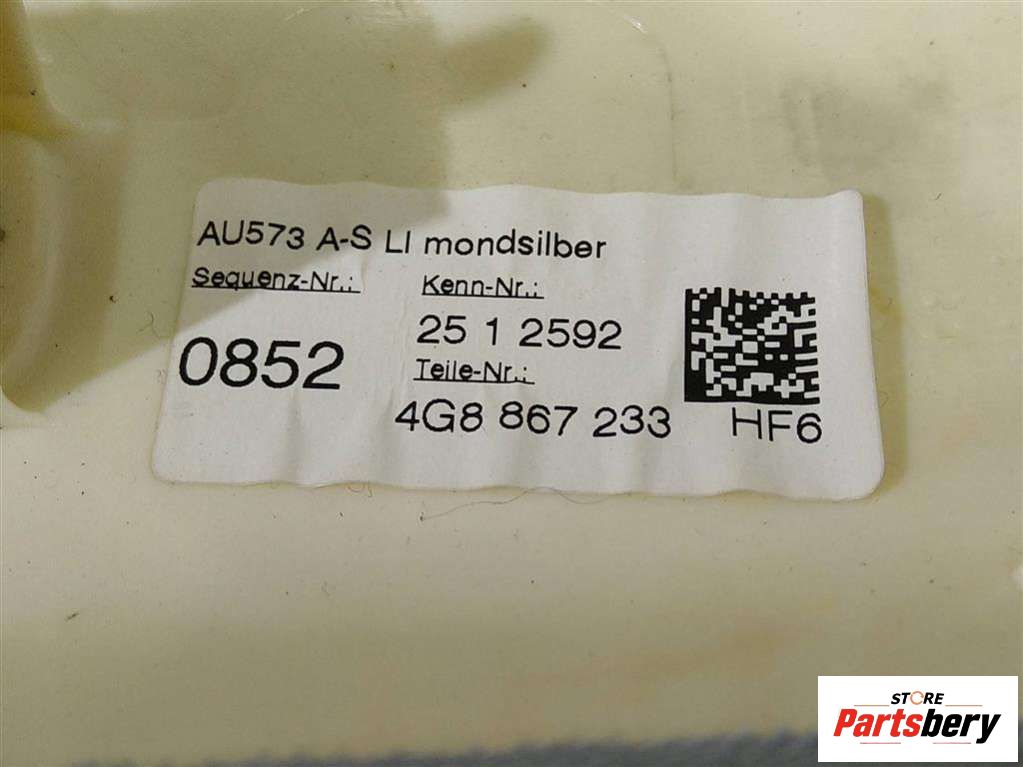 AU573 A-S LI mondsilber
Sequenz-Nr.:
Kenn-Nr.:
0852
25 1 2592
Teile-Nr.:
4G8 867 233 HF6
STORE
Partsbery